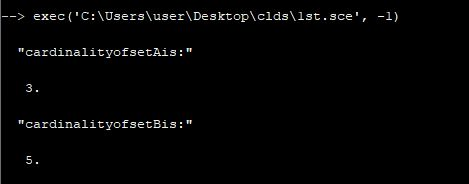 --> exec('C:\Users\user\Desktop\clds\1st.sce', -1)
"cardinalityofsetAis:"
3.
"cardinalityofsetBis:"
5.